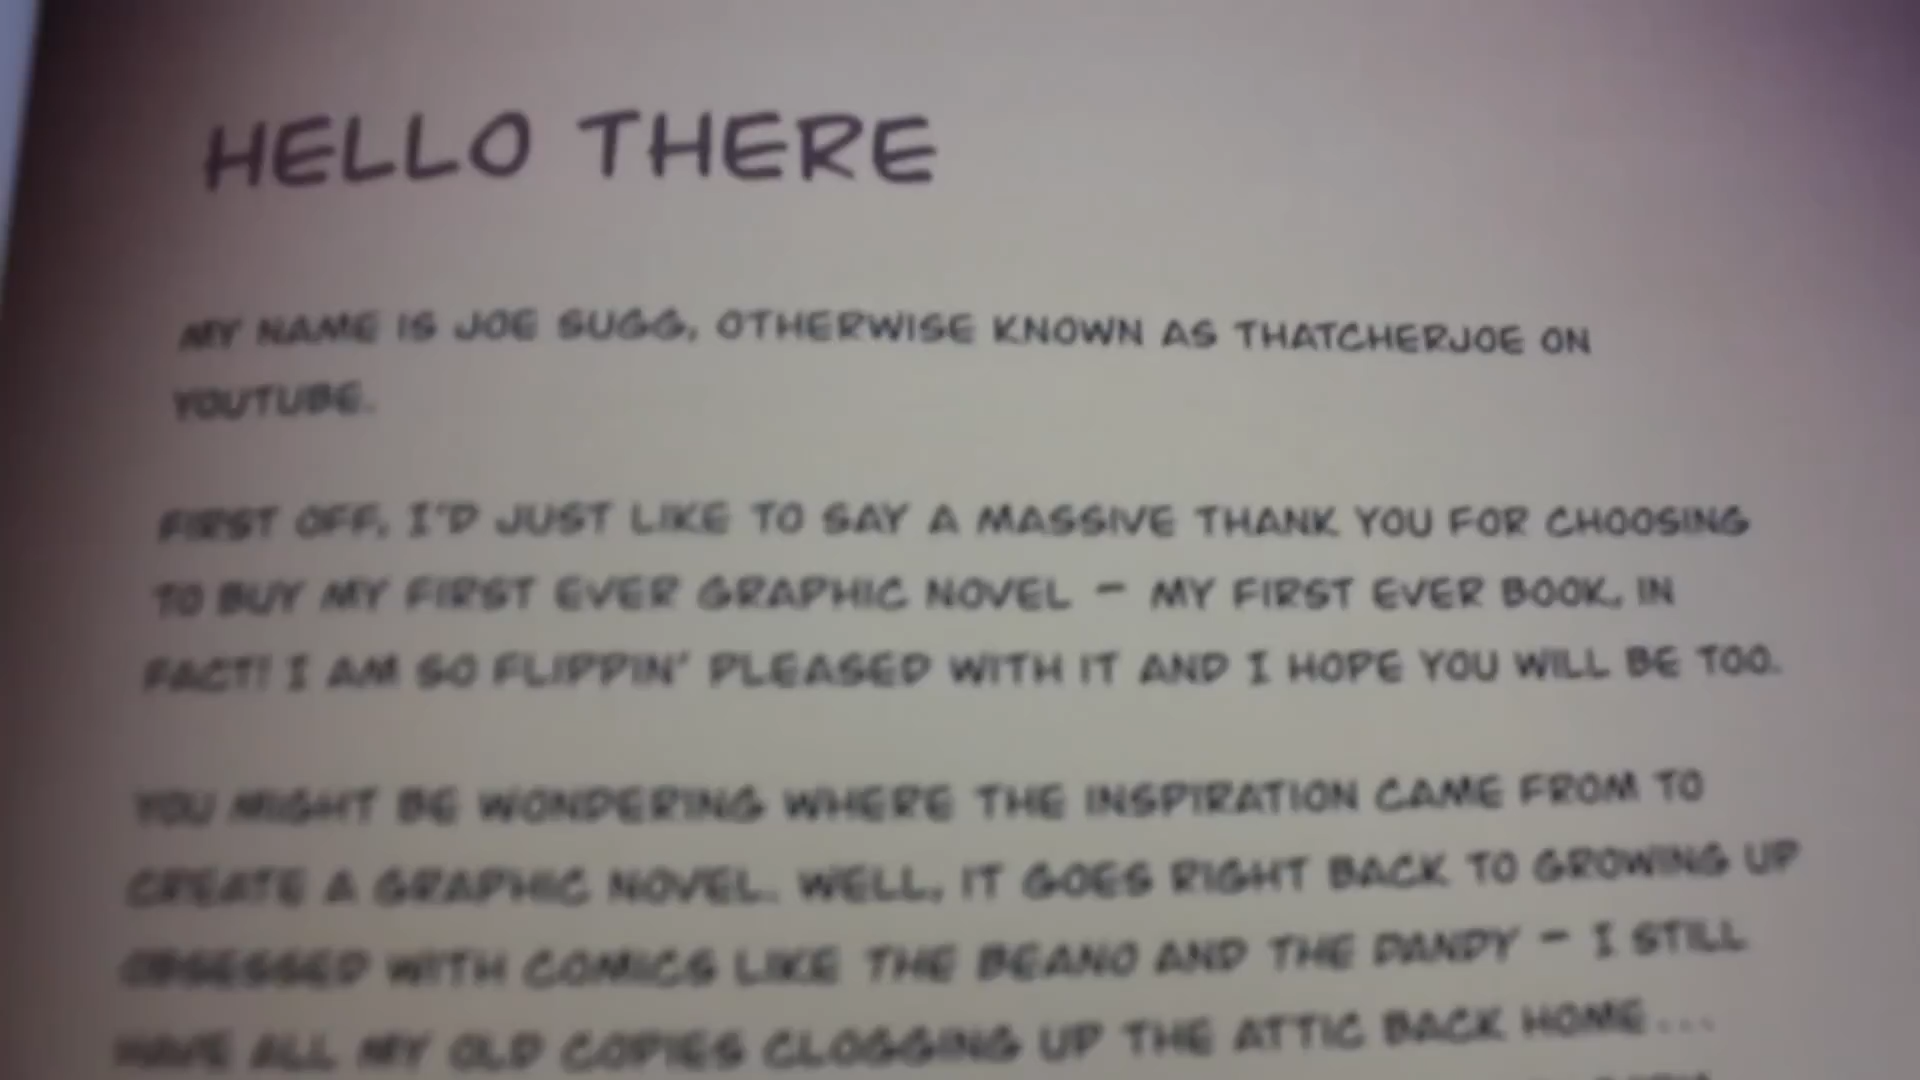 HELLO THERE
MY NAME IS JOE SUGG, OTHERWISE KNOWN AS THATCHERJOE ON
YOUTUBE.
FIRST OFF, I'D JUST LIKE TO SAY A MASSIVE THANK YOU FOR CHOOSING
TO BUY MY FIRST EVER GRAPHIC NOVEL – MY FIRST EVER BOOK, IN
FACT! I AM SO FLIPPIN' PLEASED WITH IT AND I HOPE YOU WILL BE TOO.
YOU MIGHT BE WONDERING WHERE THE INSPIRATION CAME FROM TO
CREATE A GRAPHIC NOVEL. WELL, IT GOES RIGHT BACK TO GROWING UP
OBSESSED WITH COMICS LIKE THE BEANO AND THE DANDY – I STILL
HAVE ALL MY OLD COPIES CLOGGING UP THE ATTIC BACK HOME...